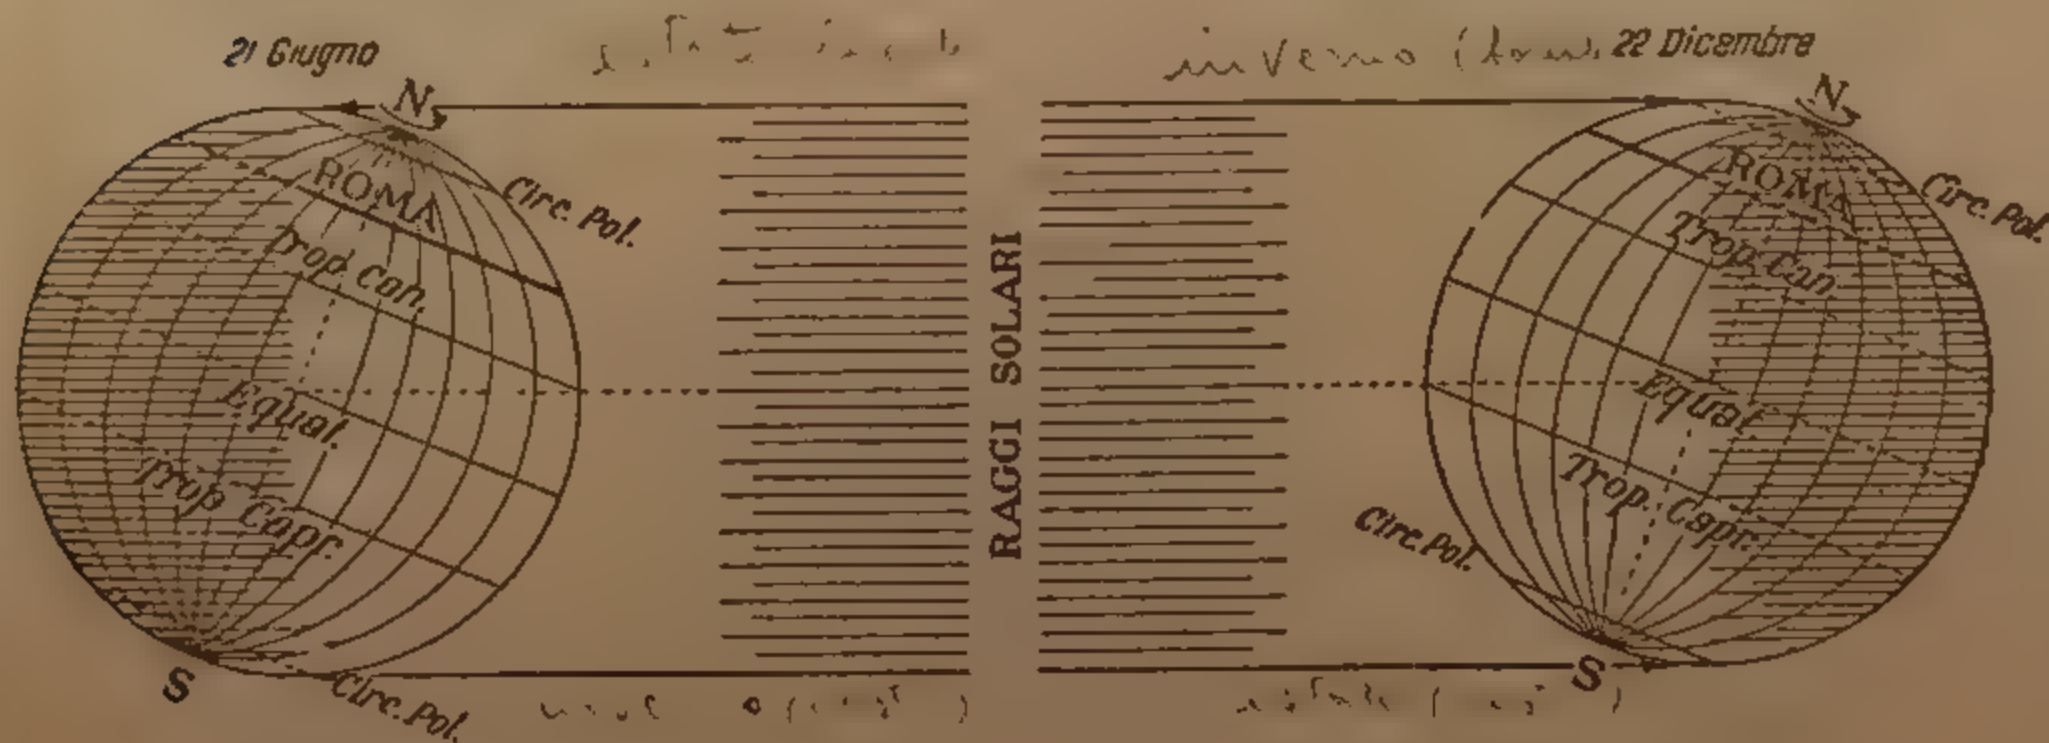 21 Giugno
inverno
22 Dicembre
N
N
ROMA
Circ. Pol.
ROMA
Circ. Pol.
Trop. Can.
Trop. Can
RAGGI SOLARI
Equat.
Equat
Trop. Capr.
Trop. Capr.
Circ. Pol.
S
S
Circ. Pol.